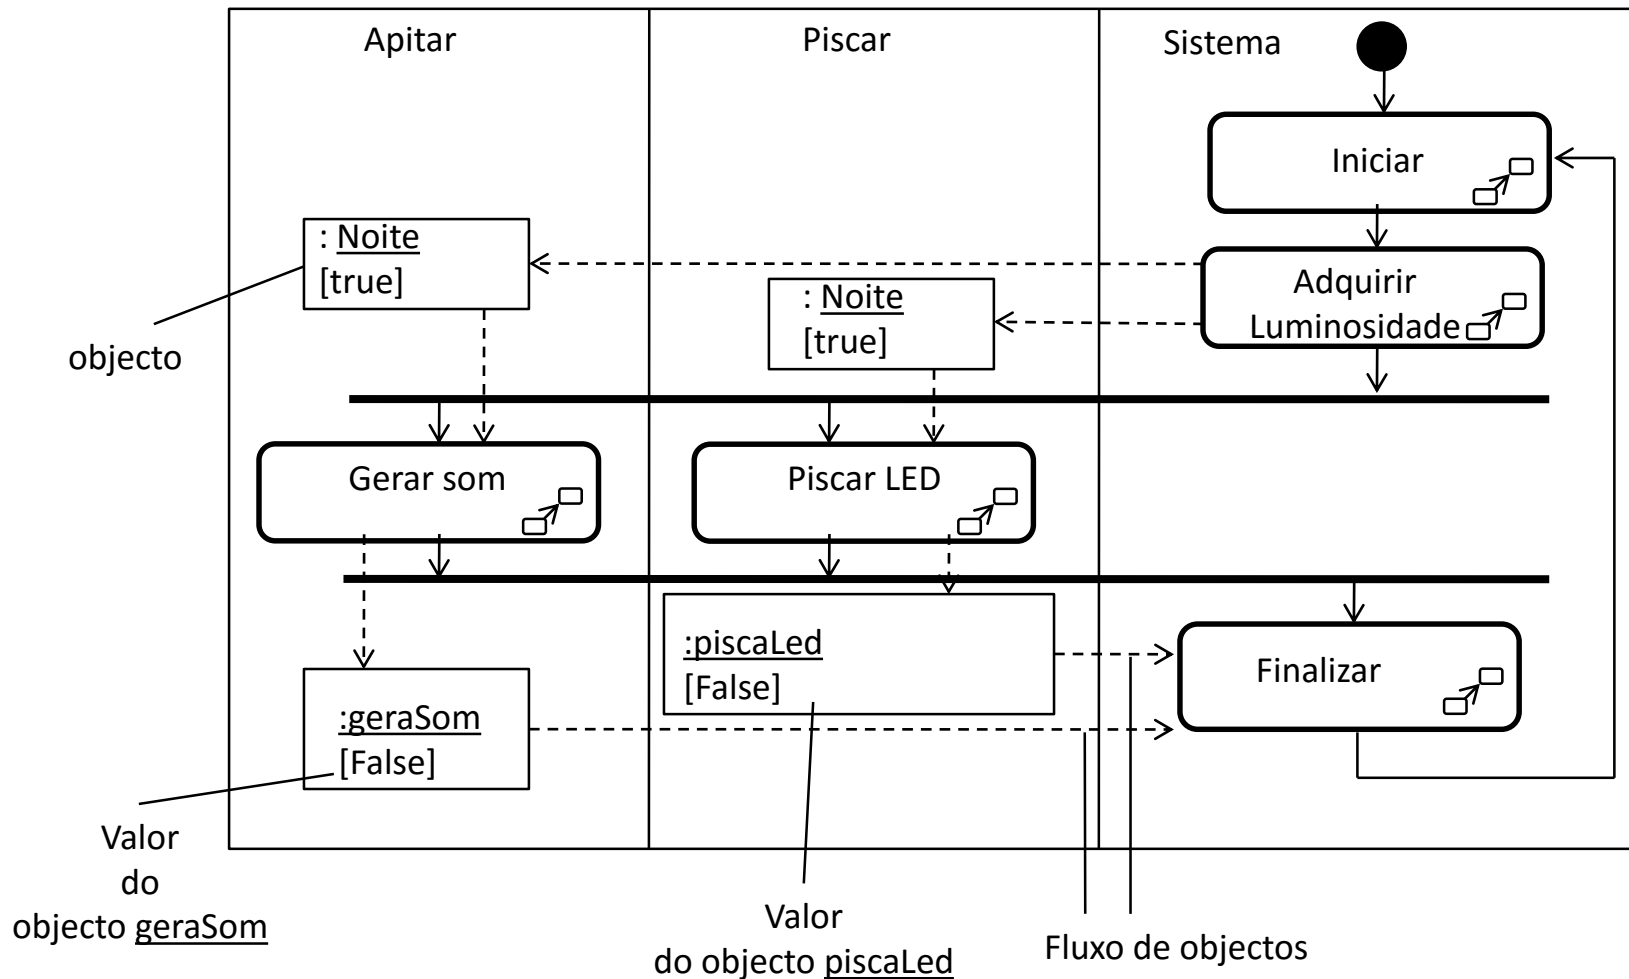 Apitar
Piscar
Sistema
Iniciar
: Noite
[true]
: Noite
[true]
Adquirir
Luminosidade
objecto
Gerar som
Piscar LED
:piscaLed
[False]
Finalizar
:geraSom
[False]
Valor
do
objecto geraSom
Valor
do objecto piscaLed
Fluxo de objectos